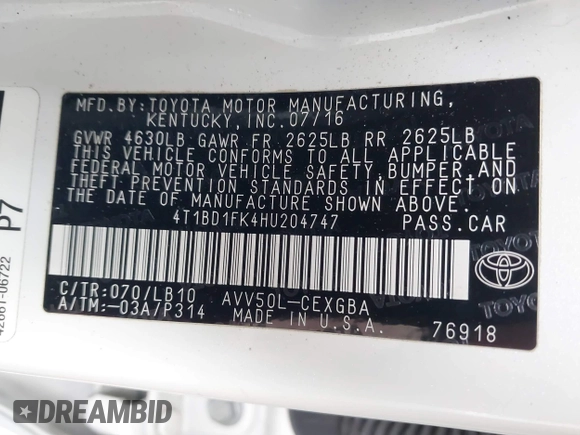 MFD.BY:TOYOTA MOTOR MANUFACTURING,
KENTUCKY, INC. 07/16
GVWR 4630LB GAWR FR 2625LB RR 2625LB
THIS VEHICLE CONFORMS TO ALL APPLICABLE
FEDERAL MOTOR VEHICLE SAFETY, BUMPER, AND
THEFT PREVENTION STANDARDS IN EFFECT ON
THE DATE OF MANUFACTURE SHOWN ABOVE.
4T1BD1FK4HU204747 PASS.CAR
C/TR:070/LB10 AVV50L-CEXGBA
A/TM:-03A/P314 MADE IN U.S.A.
76918
TOYOTA
P7
42661-06722
DREAMBID